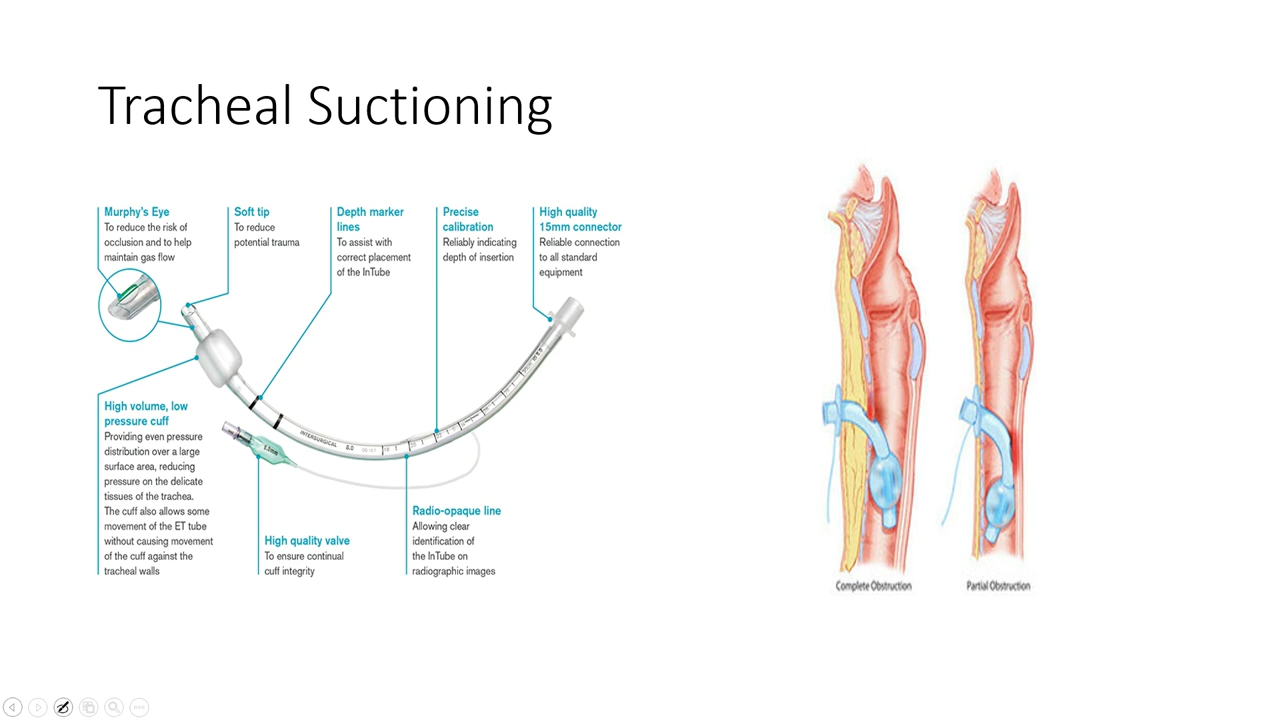 Tracheal Suctioning
Murphy's Eye
To reduce the risk of
occlusion and to help
maintain gas flow
Soft tip
To reduce
potential trauma
Depth marker
lines
To assist with
correct placement
of the InTube
Precise
calibration
Reliably indicating
depth of insertion
High quality
15mm connector
Reliable connection
to all standard
equipment
High volume, low
pressure cuff
Providing even pressure
distribution over a large
surface area, reducing
pressure on the delicate
tissues of the trachea.
The cuff also allows some
movement of the ET tube
without causing movement
of the cuff against the
tracheal walls
INTERSURGICAL 8.0
High quality valve
To ensure continual
cuff integrity
Radio-opaque line
Allowing clear
identification of
the InTube on
radiographic images
Complete Obstruction
Partial Obstruction